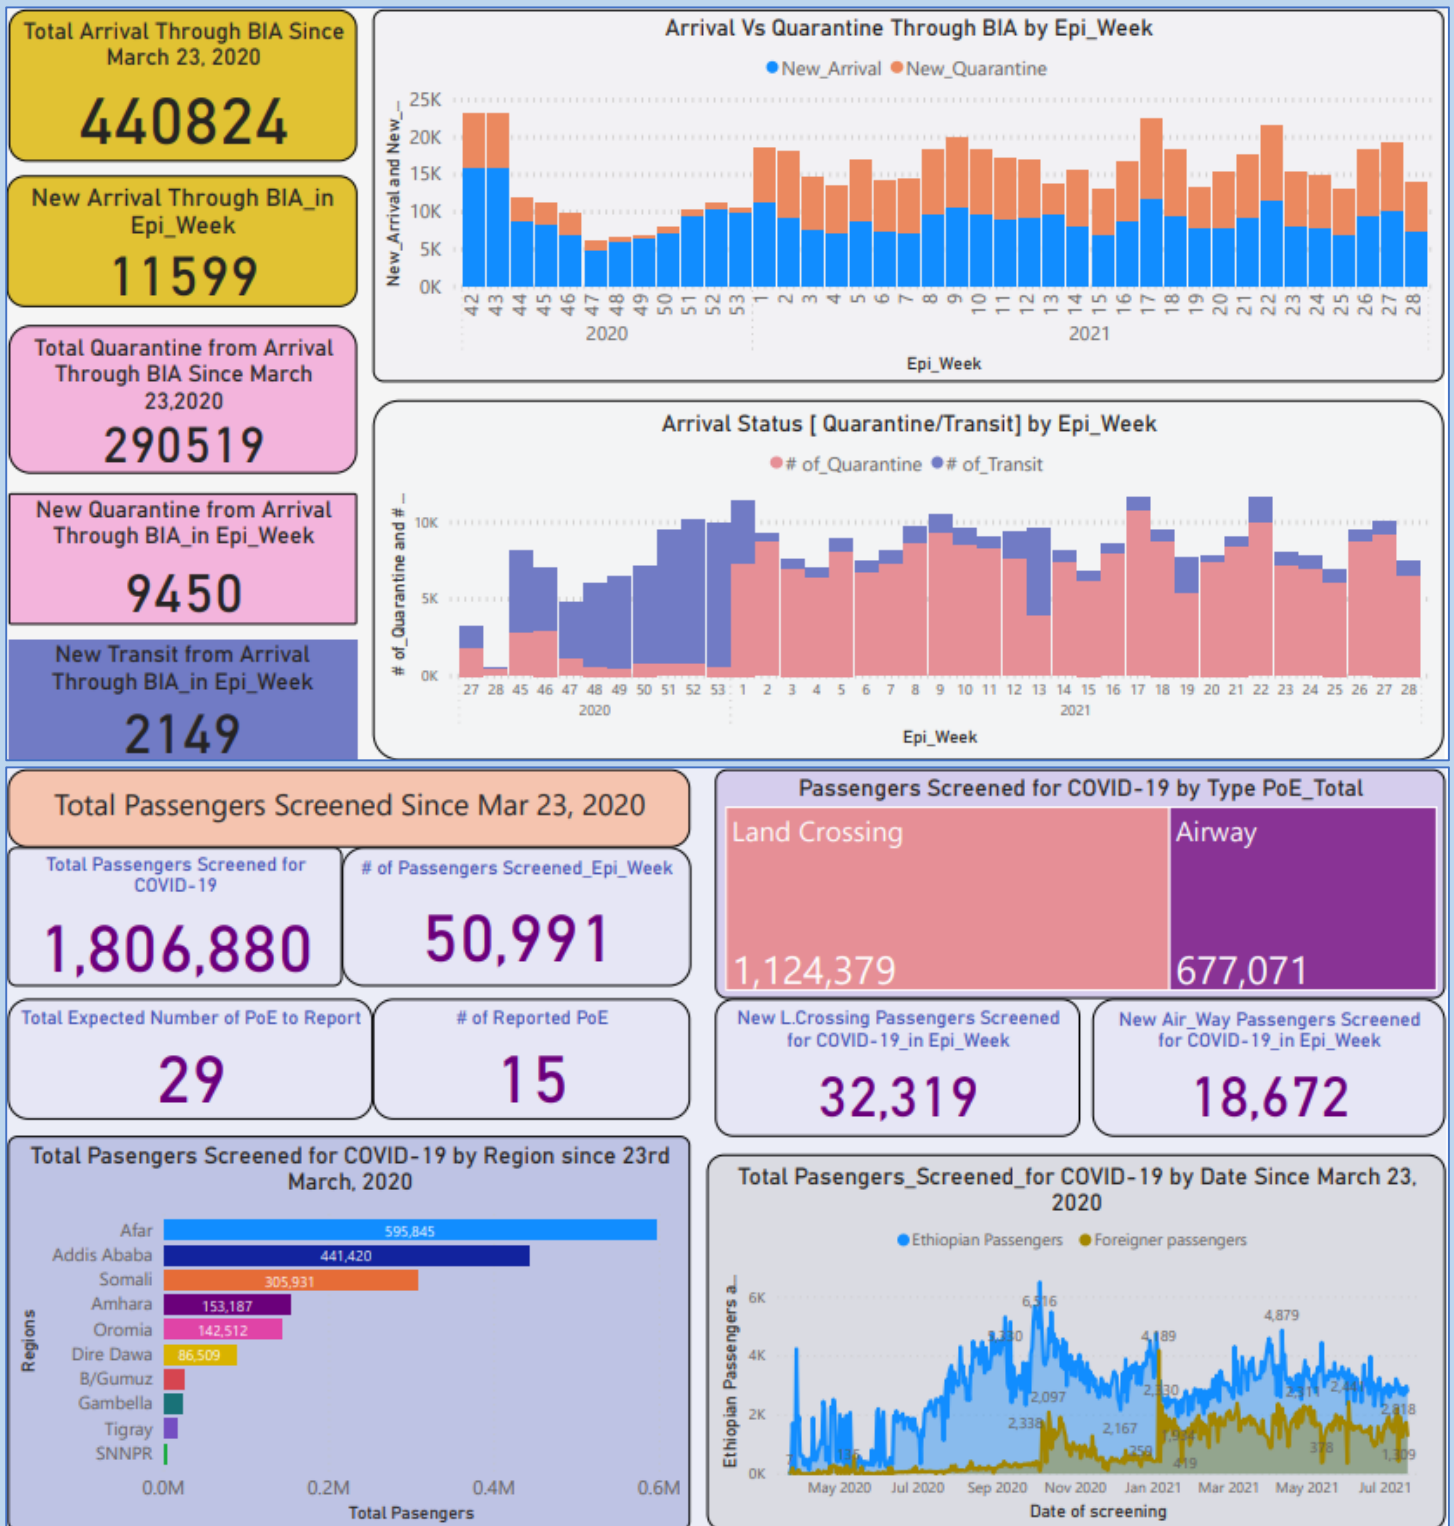 Total Arrival Through BIA Since
March 23, 2020
440824
New Arrival Through BIA_in
Epi_Week
11599
Total Quarantine from Arrival
Through BIA Since March
23,2020
290519
New Quarantine from Arrival
Through BIA_in Epi_Week
9450
New Transit from Arrival
Through BIA_in Epi_Week
2149
Arrival Vs Quarantine Through BIA by Epi_Week
New_Arrival New_Quarantine
New_Arrival and New_...
25K
20K
15K
10K
5K
0K
42 43 44 45 46 47 48 49 50 51 52 53 1 2 3 4 5 6 7 8 9 10 11 12 13 14 15 16 17 18 19 20 21 22 23 24 25 26 27 28
2020 2021
Epi_Week
Arrival Status [ Quarantine/Transit] by Epi_Week
# of_Quarantine # of_Transit
# of_Quarantine and # ...
10K
5K
0K
27 28 45 46 47 48 49 50 51 52 53 1 2 3 4 5 6 7 8 9 10 11 12 13 14 15 16 17 18 19 20 21 22 23 24 25 26 27 28
2020 2021
Epi_Week
Total Passengers Screened Since Mar 23, 2020
Total Passengers Screened for
COVID-19
1,806,880
# of Passengers Screened_Epi_Week
50,991
Total Expected Number of PoE to Report
29
# of Reported PoE
15
Passengers Screened for COVID-19 by Type PoE_Total
Land Crossing
1,124,379
Airway
677,071
New L.Crossing Passengers Screened
for COVID-19_in Epi_Week
32,319
New Air_Way Passengers Screened
for COVID-19_in Epi_Week
18,672
Total Pasengers Screened for COVID-19 by Region since 23rd
March, 2020
Regions
Afar 595,845
Addis Ababa 441,420
Somali 305,931
Amhara 153,187
Oromia 142,512
Dire Dawa 86,509
B/Gumuz
Gambella
Tigray
SNNPR
0.0M 0.2M 0.4M 0.6M
Total Pasengers
Total Pasengers_Screened_for COVID-19 by Date Since March 23,
2020
Ethiopian Passengers Foreigner passengers
Ethiopian Passengers a...
6K
4K
2K
0K
6,516
4,189
4,879
2,097
2,330
2,338
2,167
2,818
259
419
378
1,309
May 2020 Jul 2020 Sep 2020 Nov 2020 Jan 2021 Mar 2021 May 2021 Jul 2021
Date of screening